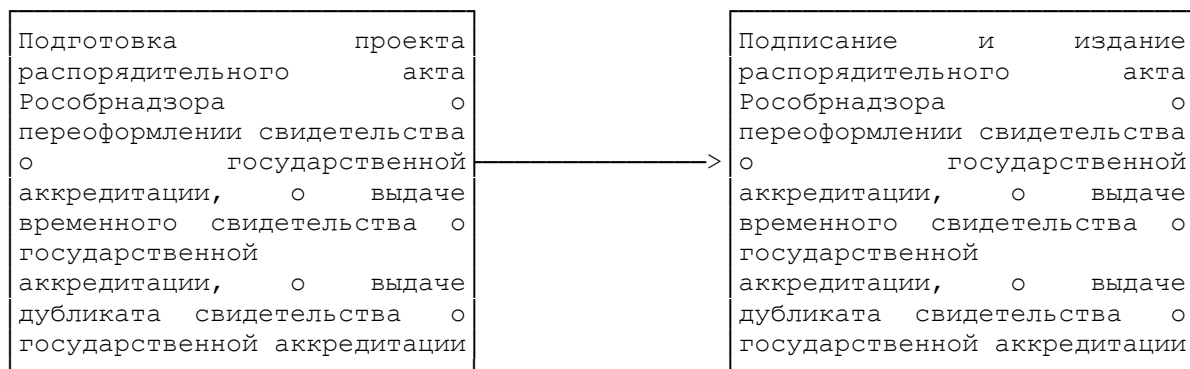 Подготовка проекта
распорядительного акта
Рособрнадзора о
переоформлении свидетельства
о государственной
аккредитации, о выдаче
временного свидетельства о
государственной
аккредитации, о выдаче
дубликата свидетельства о
государственной аккредитации
Подписание и издание
распорядительного акта
Рособрнадзора о
переоформлении свидетельства
о государственной
аккредитации, о выдаче
временного свидетельства о
государственной
аккредитации, о выдаче
дубликата свидетельства о
государственной аккредитации